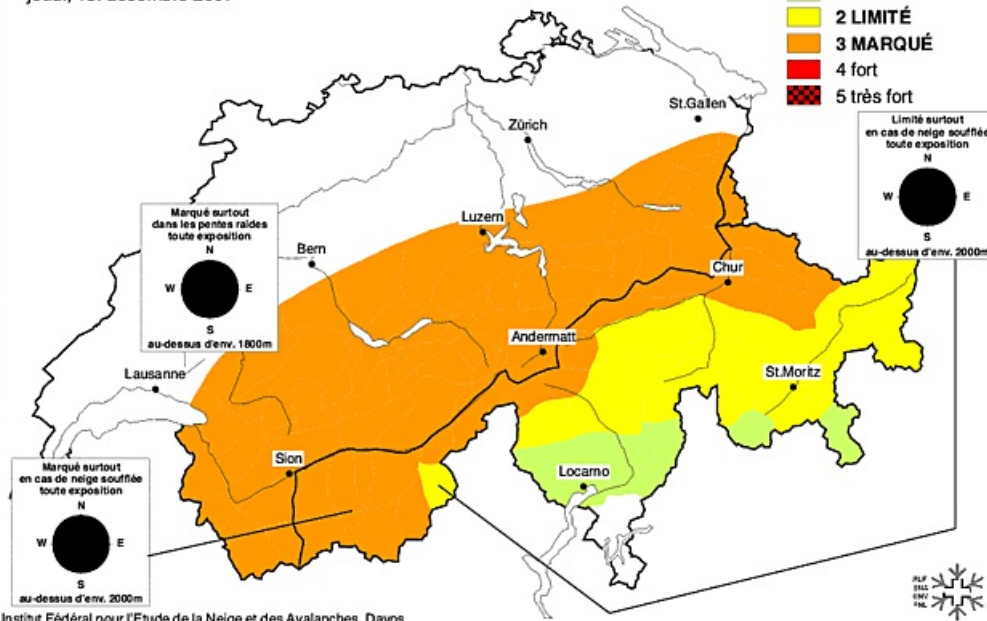 2 LIMITÉ
3 MARQUÉ
4 fort
5 très fort
St.Gallen
Zürich
Limité surtout
en cas de neige soufflée
toute exposition
N
W E
S
au-dessus d'env. 2000m
Marqué surtout
dans les pentes raides
toute exposition
N
W E
S
au-dessus d'env. 1800m
Luzern
Bern
Chur
Andermatt
Lausanne
St.Moritz
Sion
Locarno
Marqué surtout
en cas de neige soufflée
toute exposition
N
W E
S
au-dessus d'env. 2000m
Institut Fédéral pour l'Etude de la Neige et des Avalanches, Davos